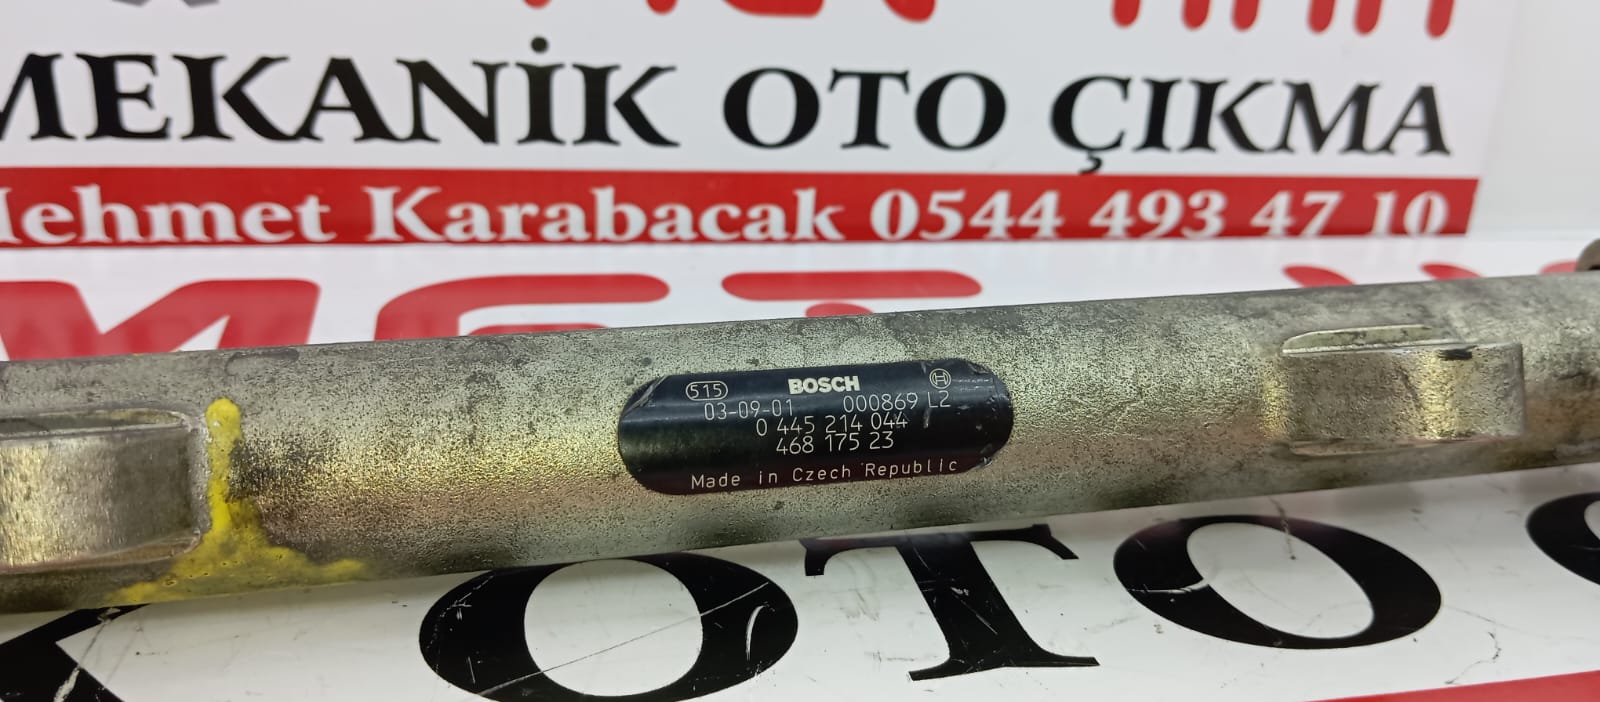 MEKANİK OTO ÇIKMA
Mehmet Karabacak 0544 493 47 10
515 BOSCH
03-09-01 000869 L2
0 445 214 044
468 175 23
Made in Czech Republic
OTO